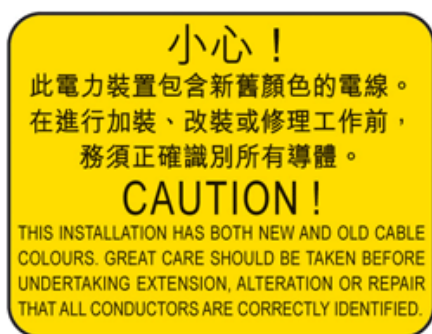 小心！
此電力裝置包含新舊顏色的電線。
在進行加裝、改裝或修理工作前，
務須正確識別所有導體。
CAUTION !
THIS INSTALLATION HAS BOTH NEW AND OLD CABLE
COLOURS. GREAT CARE SHOULD BE TAKEN BEFORE
UNDERTAKING EXTENSION, ALTERATION OR REPAIR
THAT ALL CONDUCTORS ARE CORRECTLY IDENTIFIED.